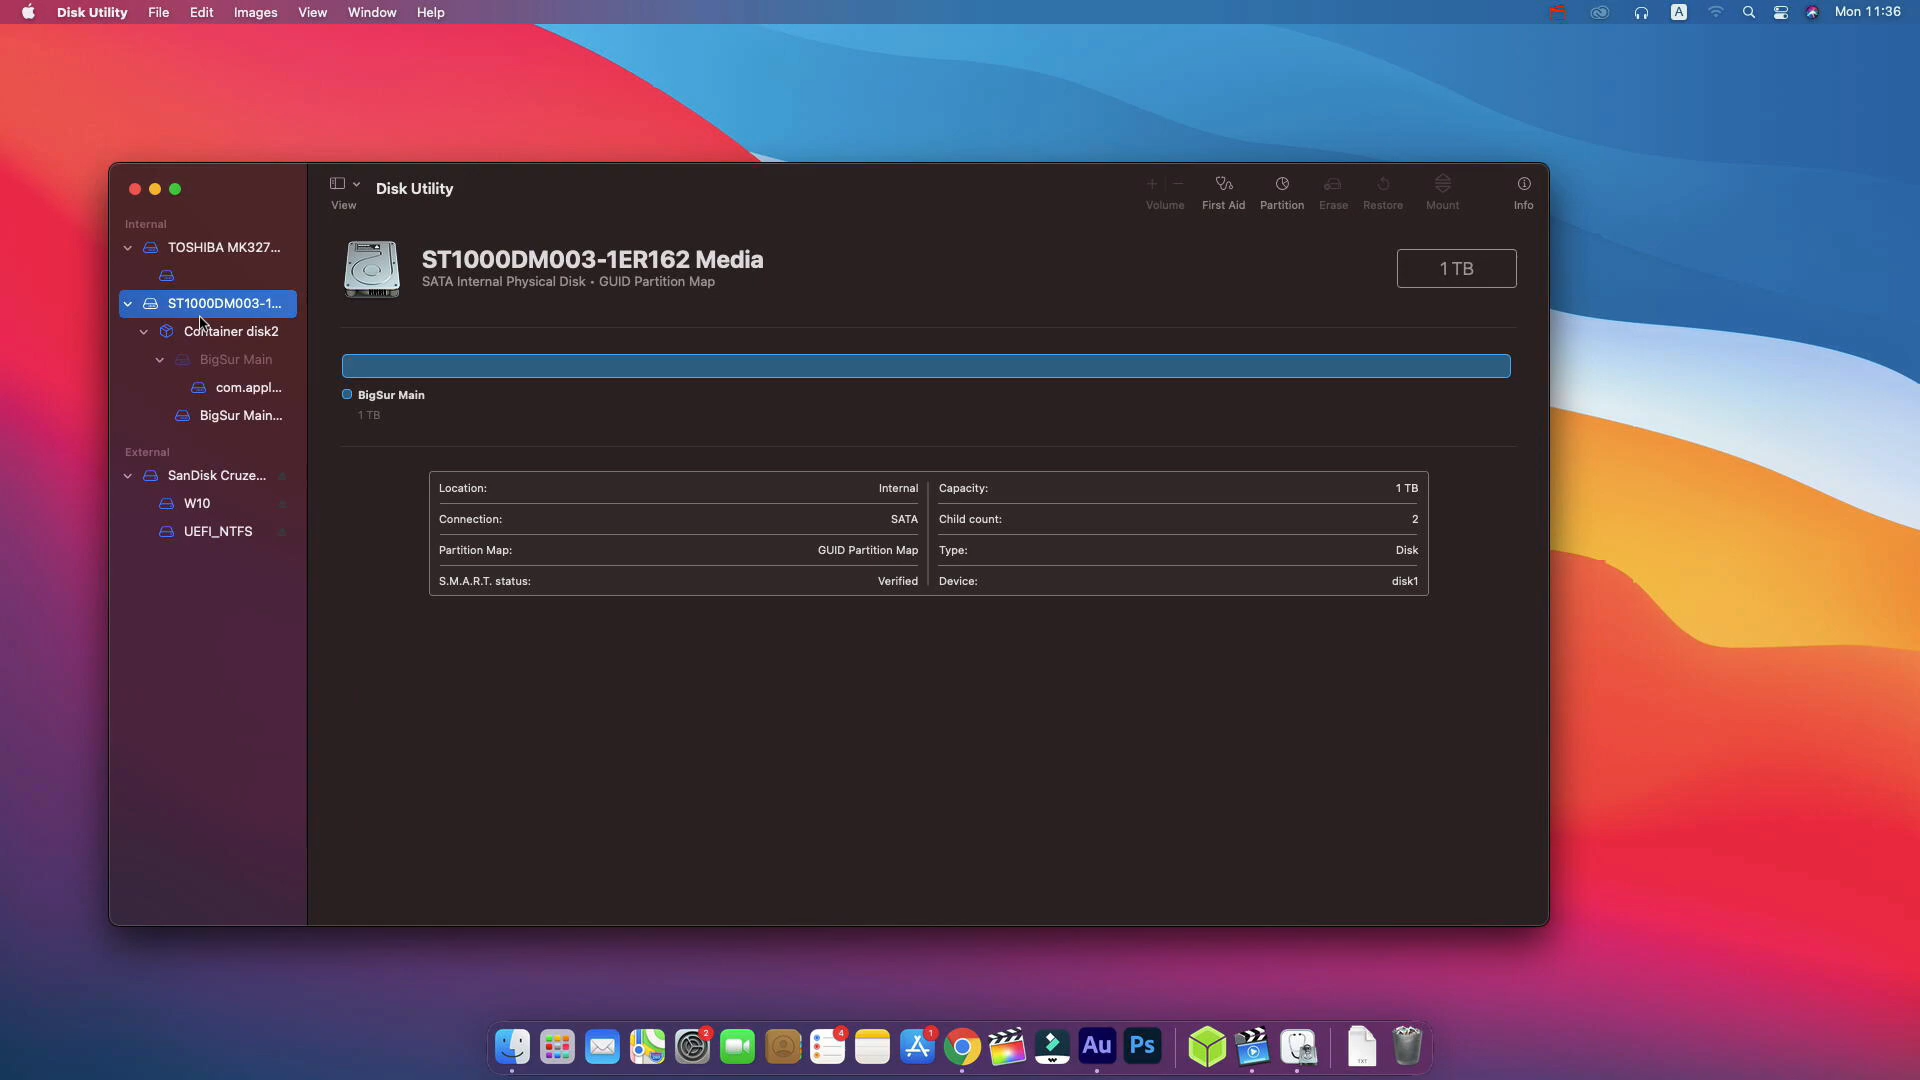 Disk Utility File Edit Images View Window Help A Mon 11:36
Disk Utility
View Volume First Aid Partition Erase Restore Mount Info
Internal
TOSHIBA MK327...
ST1000DM003-1...
Container disk2
BigSur Main
com.appl...
BigSur Main...
External
SanDisk Cruze...
W10
UEFI_NTFS
ST1000DM003-1ER162 Media
SATA Internal Physical Disk • GUID Partition Map
1 TB
BigSur Main
1 TB
Location: Internal
Connection: SATA
Partition Map: GUID Partition Map
S.M.A.R.T. status: Verified
Capacity: 1 TB
Child count: 2
Type: Disk
Device: disk1
2 4 1 Au Ps TXT